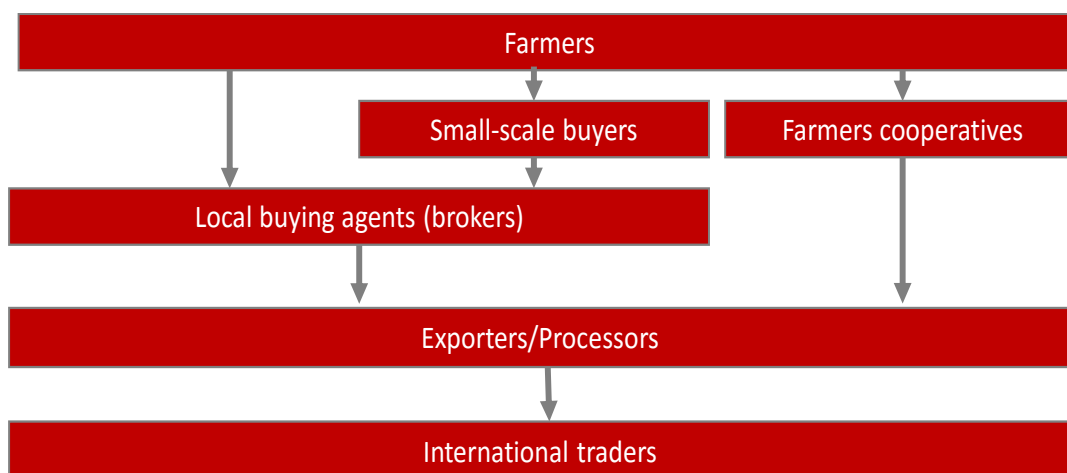 Farmers
Small-scale buyers
Farmers cooperatives
Local buying agents (brokers)
Exporters/Processors
International traders